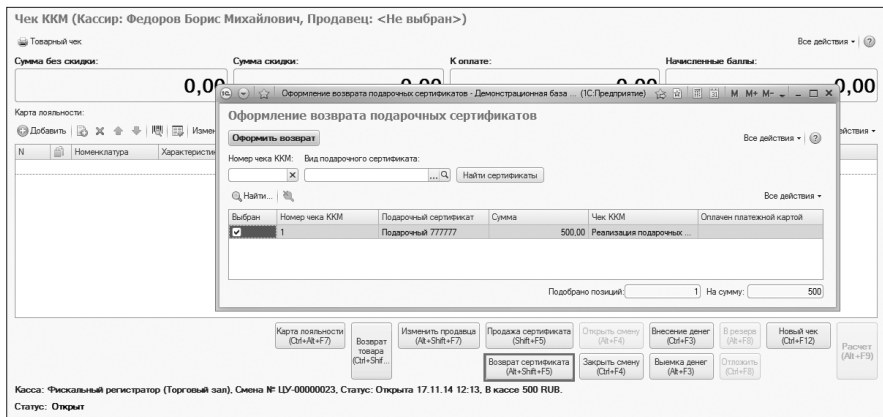 Чек ККМ (Кассир: Федоров Борис Михайлович, Продавец: <Не выбран>)
Товарный чек
Все действия
Сумма без скидки: Сумма скидки: К оплате: Начисленные баллы:
0,00 0,00 0,00 0,00
Оформление возврата подарочных сертификатов - Демонстрационная база ... (1С:Предприятие) M M+ M-
Карта лояльности:
Оформление возврата подарочных сертификатов
Добавить Измен
Оформить возврат Все действия
N Номенклатура Характеристи
Номер чека ККМ: Вид подарочного сертификата:
... Найти сертификаты
Найти... Все действия
Выбран Номер чека ККМ Подарочный сертификат Сумма Чек ККМ Оплачен платежной картой
1 Подарочный 777777 500,00 Реализация подарочных ...
Подобрано позиций: 1 На сумму: 500
Карта лояльности (Ctrl+Alt+F7)
Возврат товара (Ctrl+Shif...
Изменить продавца (Alt+Shift+F7)
Продажа сертификата (Shift+F5)
Открыть смену (Alt+F4)
Внесение денег (Ctrl+F3)
В резерв (Alt+F8)
Новый чек (Ctrl+F12)
Расчет (Alt+F9)
Возврат сертификата (Alt+Shift+F5)
Закрыть смену (Ctrl+F4)
Выемка денег (Alt+F3)
Отложить (Ctrl+F8)
Касса: Фискальный регистратор (Торговый зал), Смена № ЦУ-00000023, Статус: Открыта 17.11.14 12:13, В кассе 500 RUB.
Статус: Открыт